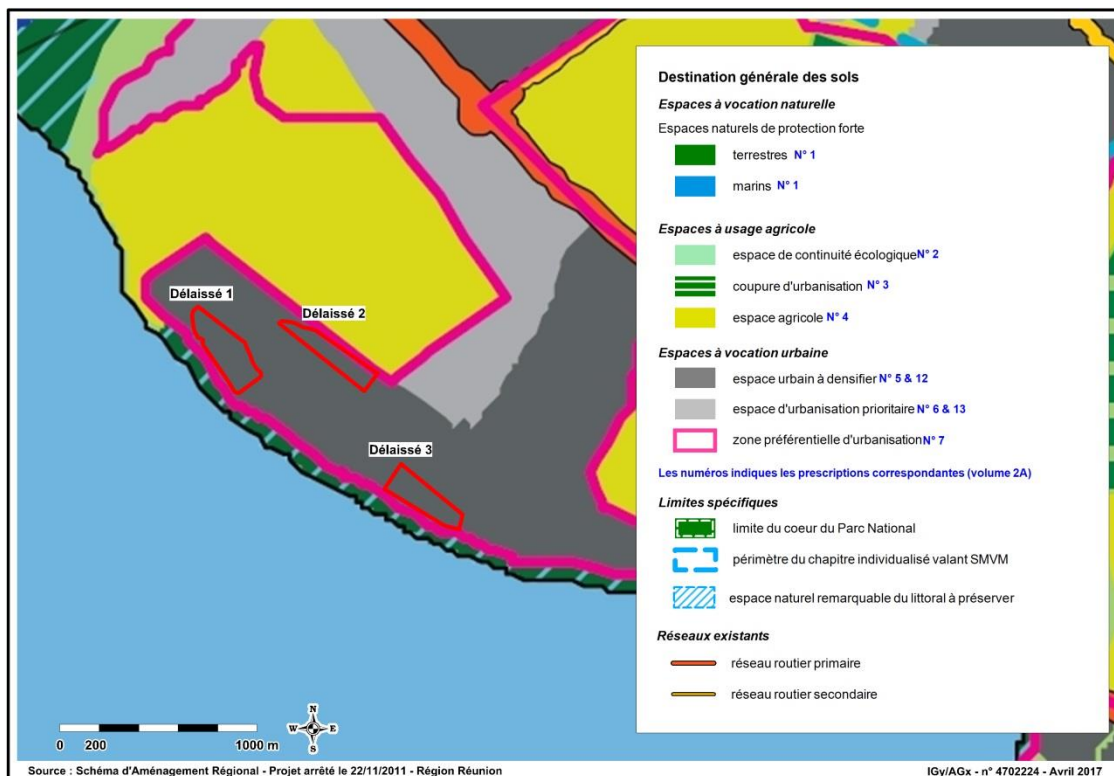 Destination générale des sols
Espaces à vocation naturelle
Espaces naturels de protection forte
terrestres N° 1
marins N° 1
Espaces à usage agricole
espace de continuité écologique N° 2
coupure d'urbanisation N° 3
espace agricole N° 4
Espaces à vocation urbaine
espace urbain à densifier N° 5 & 12
espace d'urbanisation prioritaire N° 6 & 13
zone préférentielle d'urbanisation N° 7
Les numéros indiques les prescriptions correspondantes (volume 2A)
Limites spécifiques
limite du coeur du Parc National
périmètre du chapitre individualisé valant SMVM
espace naturel remarquable du littoral à préserver
Réseaux existants
réseau routier primaire
réseau routier secondaire
Délaissé 1
Délaissé 2
Délaissé 3
N
W E
S
0 200 1000 m
Source : Schéma d'Aménagement Régional - Projet arrêté le 22/11/2011 - Région Réunion
IGy/AGx - n° 4702224 - Avril 2017